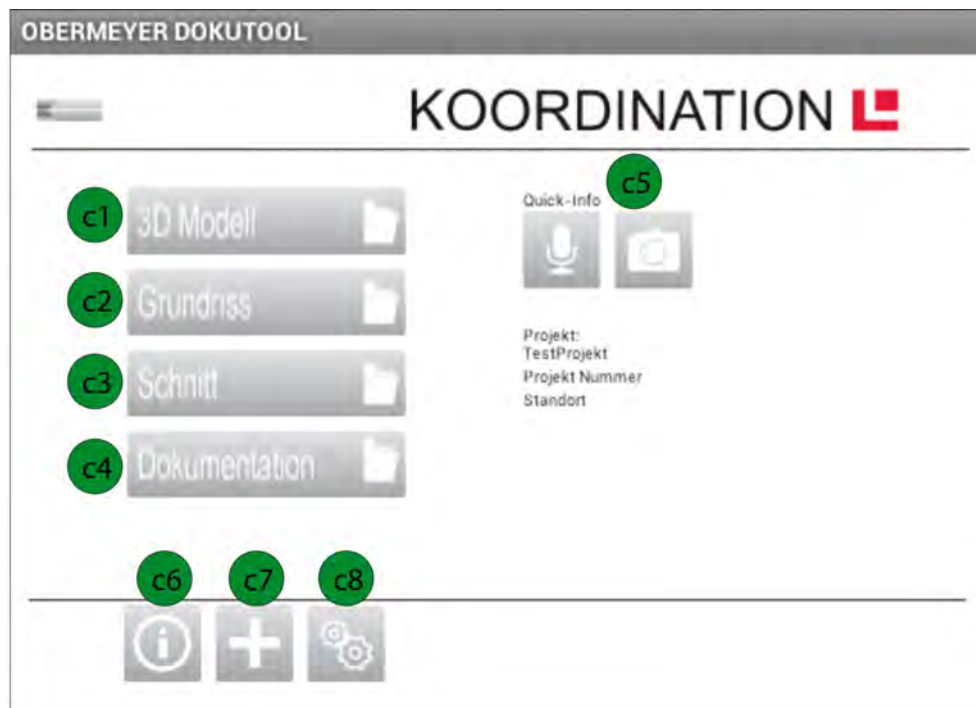 OBERMEYER DOKUTOOL
KOORDINATION
c1 3D Modell
c2 Grundriss
c3 Schnitt
c4 Dokumentation
c5
Quick-Info
Projekt:
TestProjekt
Projekt Nummer
Standort
c6 c7 c8